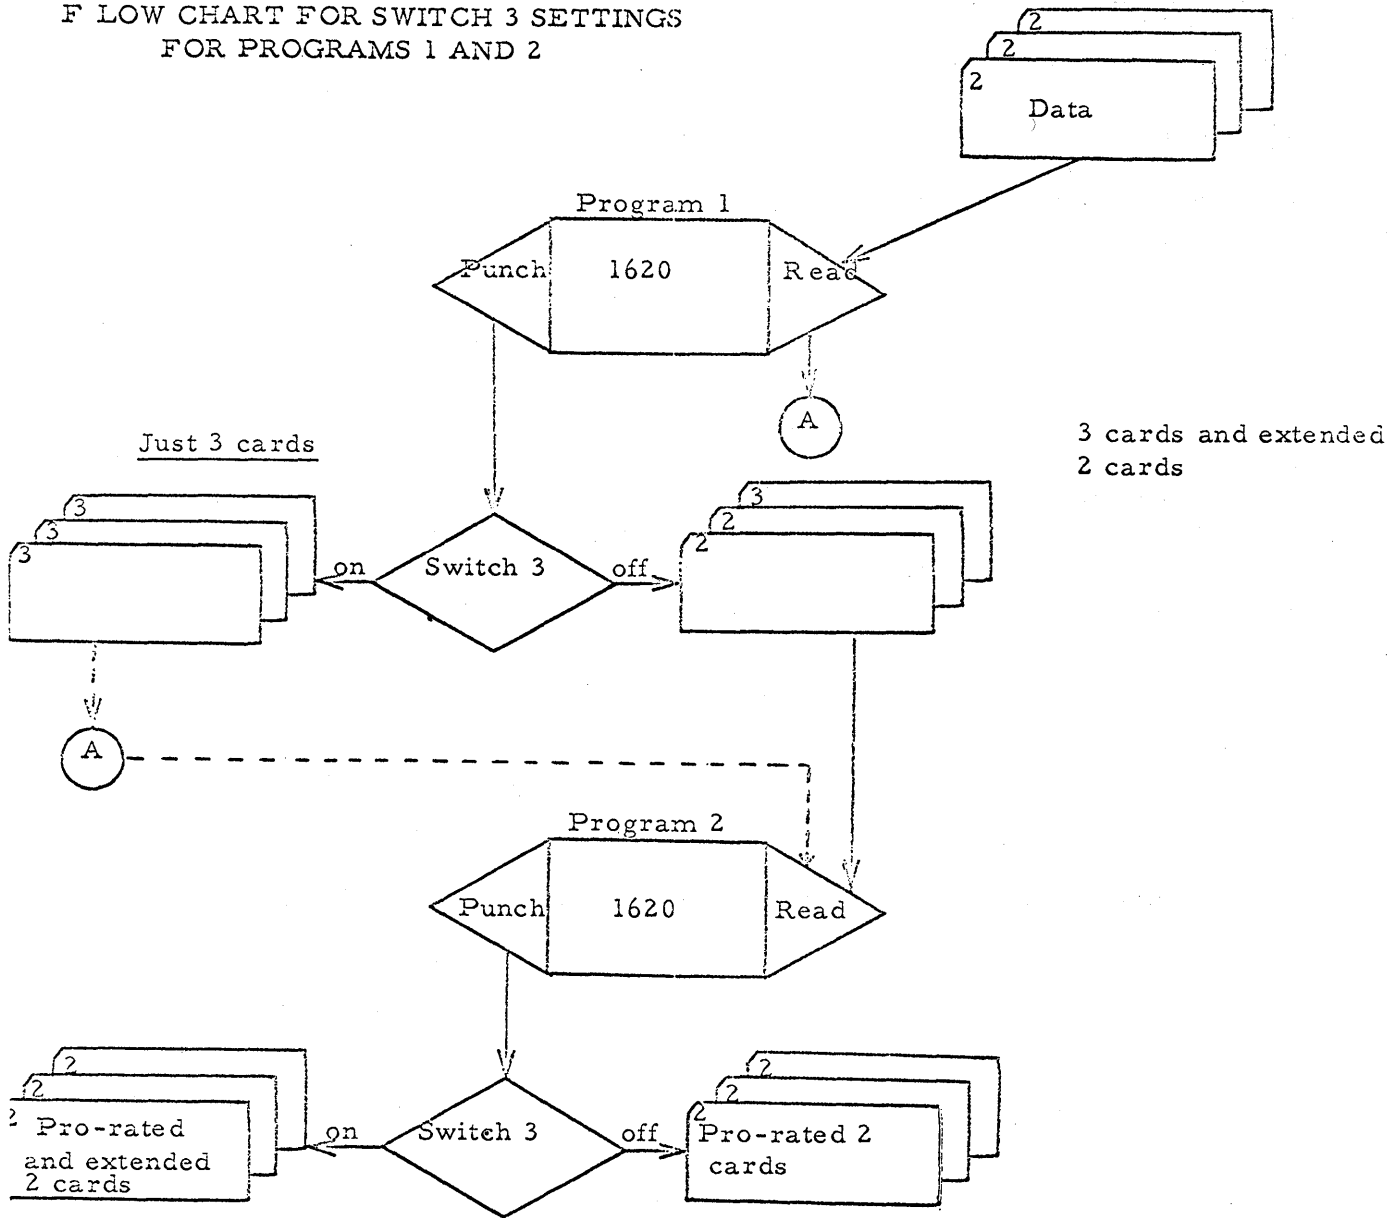 F LOW CHART FOR SWITCH 3 SETTINGS
FOR PROGRAMS 1 AND 2
2
2
2
Data
Program 1
Punch
1620
Read
A
Just 3 cards
3 cards and extended
2 cards
3
3
3
on
Switch 3
off
3
2
2
A
Program 2
Punch
1620
Read
2
2
2
Pro-rated
and extended
2 cards
on
Switch 3
off
2
2
2
Pro-rated 2
cards